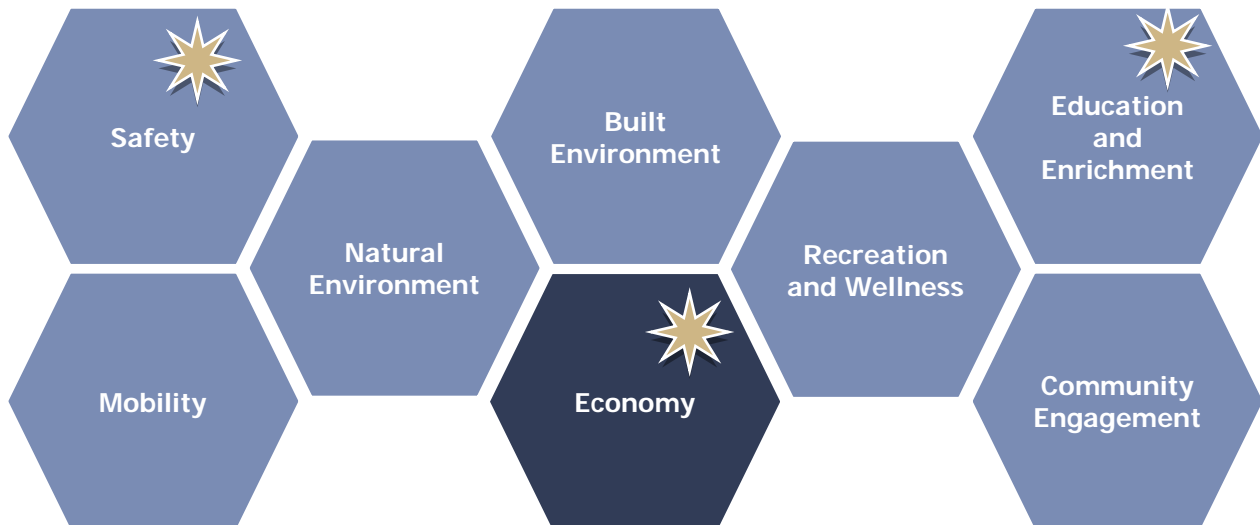 Safety
Mobility
Natural
Environment
Built
Environment
Economy
Recreation
and Wellness
Education
and
Enrichment
Community
Engagement